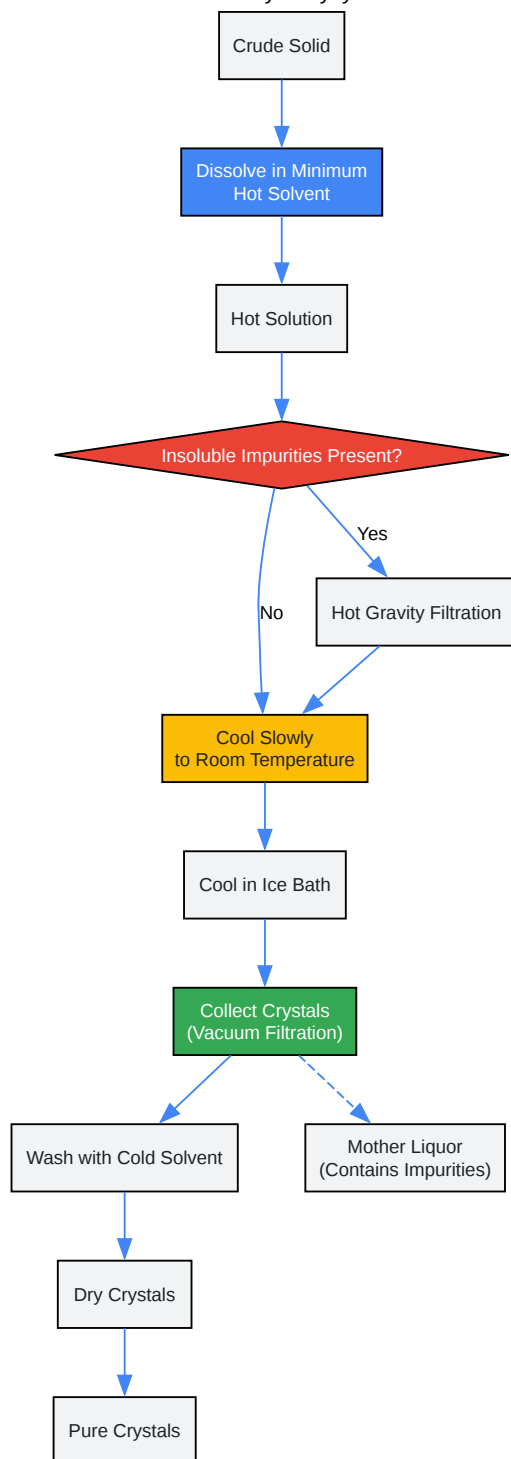 Crude Solid
Dissolve in Minimum
Hot Solvent
Hot Solution
Insoluble Impurities Present?
Yes
Hot Gravity Filtration
No
Cool Slowly
to Room Temperature
Cool in Ice Bath
Collect Crystals
(Vacuum Filtration)
Wash with Cold Solvent
Mother Liquor
(Contains Impurities)
Dry Crystals
Pure Crystals